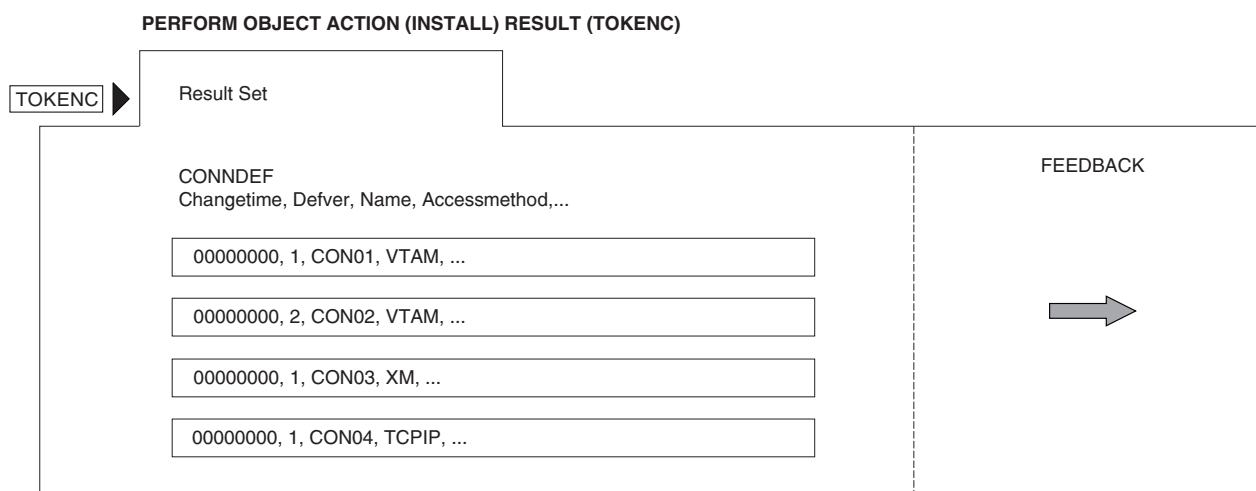 PERFORM OBJECT ACTION (INSTALL) RESULT (TOKENC)
TOKENC
Result Set
CONNDEF
Changetime, Defver, Name, Accessmethod,...
FEEDBACK
00000000, 1, CON01, VTAM, ...
00000000, 2, CON02, VTAM, ...
00000000, 1, CON03, XM, ...
00000000, 1, CON04, TCPIP, ...